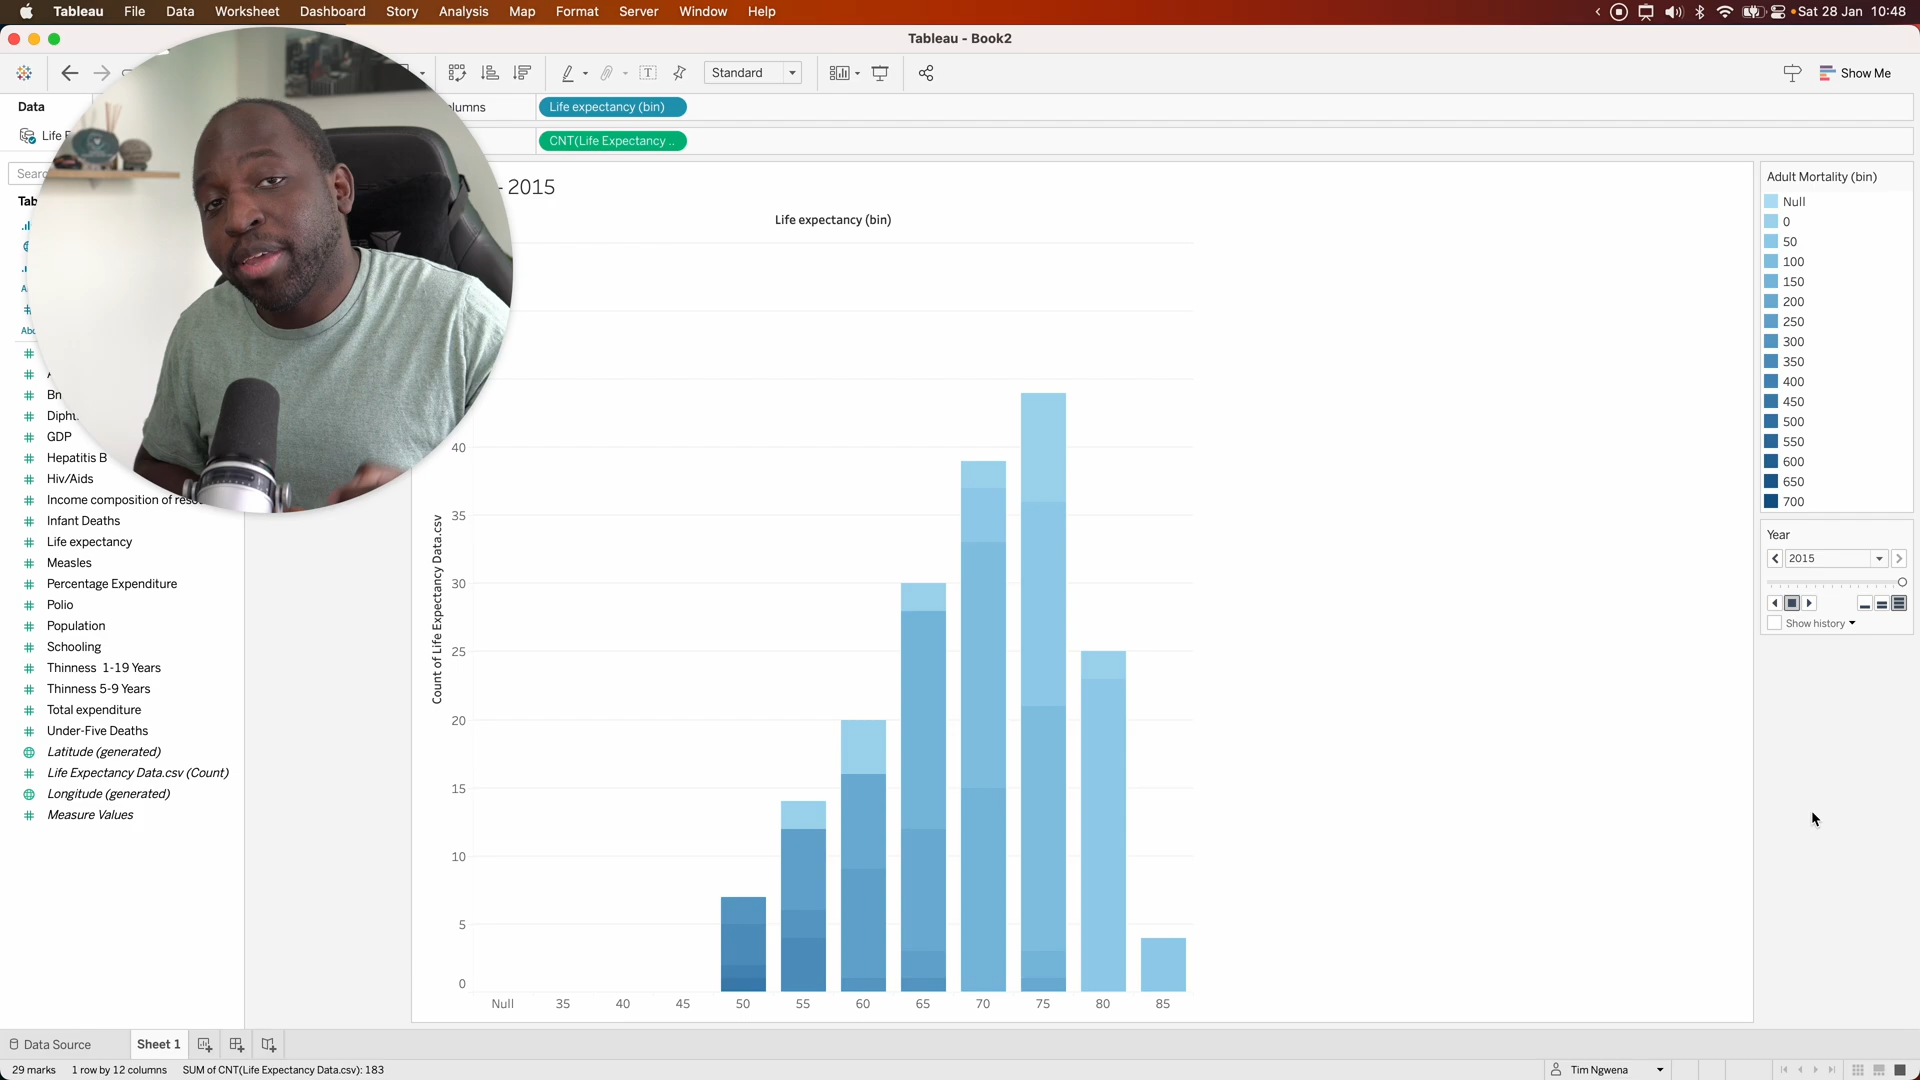 Tableau File Data Worksheet Dashboard Story Analysis Map Format Server Window Help Sat 28 Jan 10:48
Tableau - Book2
Standard Show Me
Data
Life
Columns Life expectancy (bin)
CNT(Life Expectancy ..
- 2015
Life expectancy (bin)
Count of Life Expectancy Data.csv
40
35
30
25
20
15
10
5
0
Null 35 40 45 50 55 60 65 70 75 80 85
GDP
Hepatitis B
Hiv/Aids
Income composition of
Infant Deaths
Life expectancy
Measles
Percentage Expenditure
Polio
Population
Schooling
Thinness 1-19 Years
Thinness 5-9 Years
Total expenditure
Under-Five Deaths
Latitude (generated)
Life Expectancy Data.csv (Count)
Longitude (generated)
Measure Values
Adult Mortality (bin)
Null
0
50
100
150
200
250
300
350
400
450
500
550
600
650
700
Year
2015
Show history
Data Source Sheet 1
29 marks 1 row by 12 columns SUM of CNT(Life Expectancy Data.csv): 183 Tim Ngwena